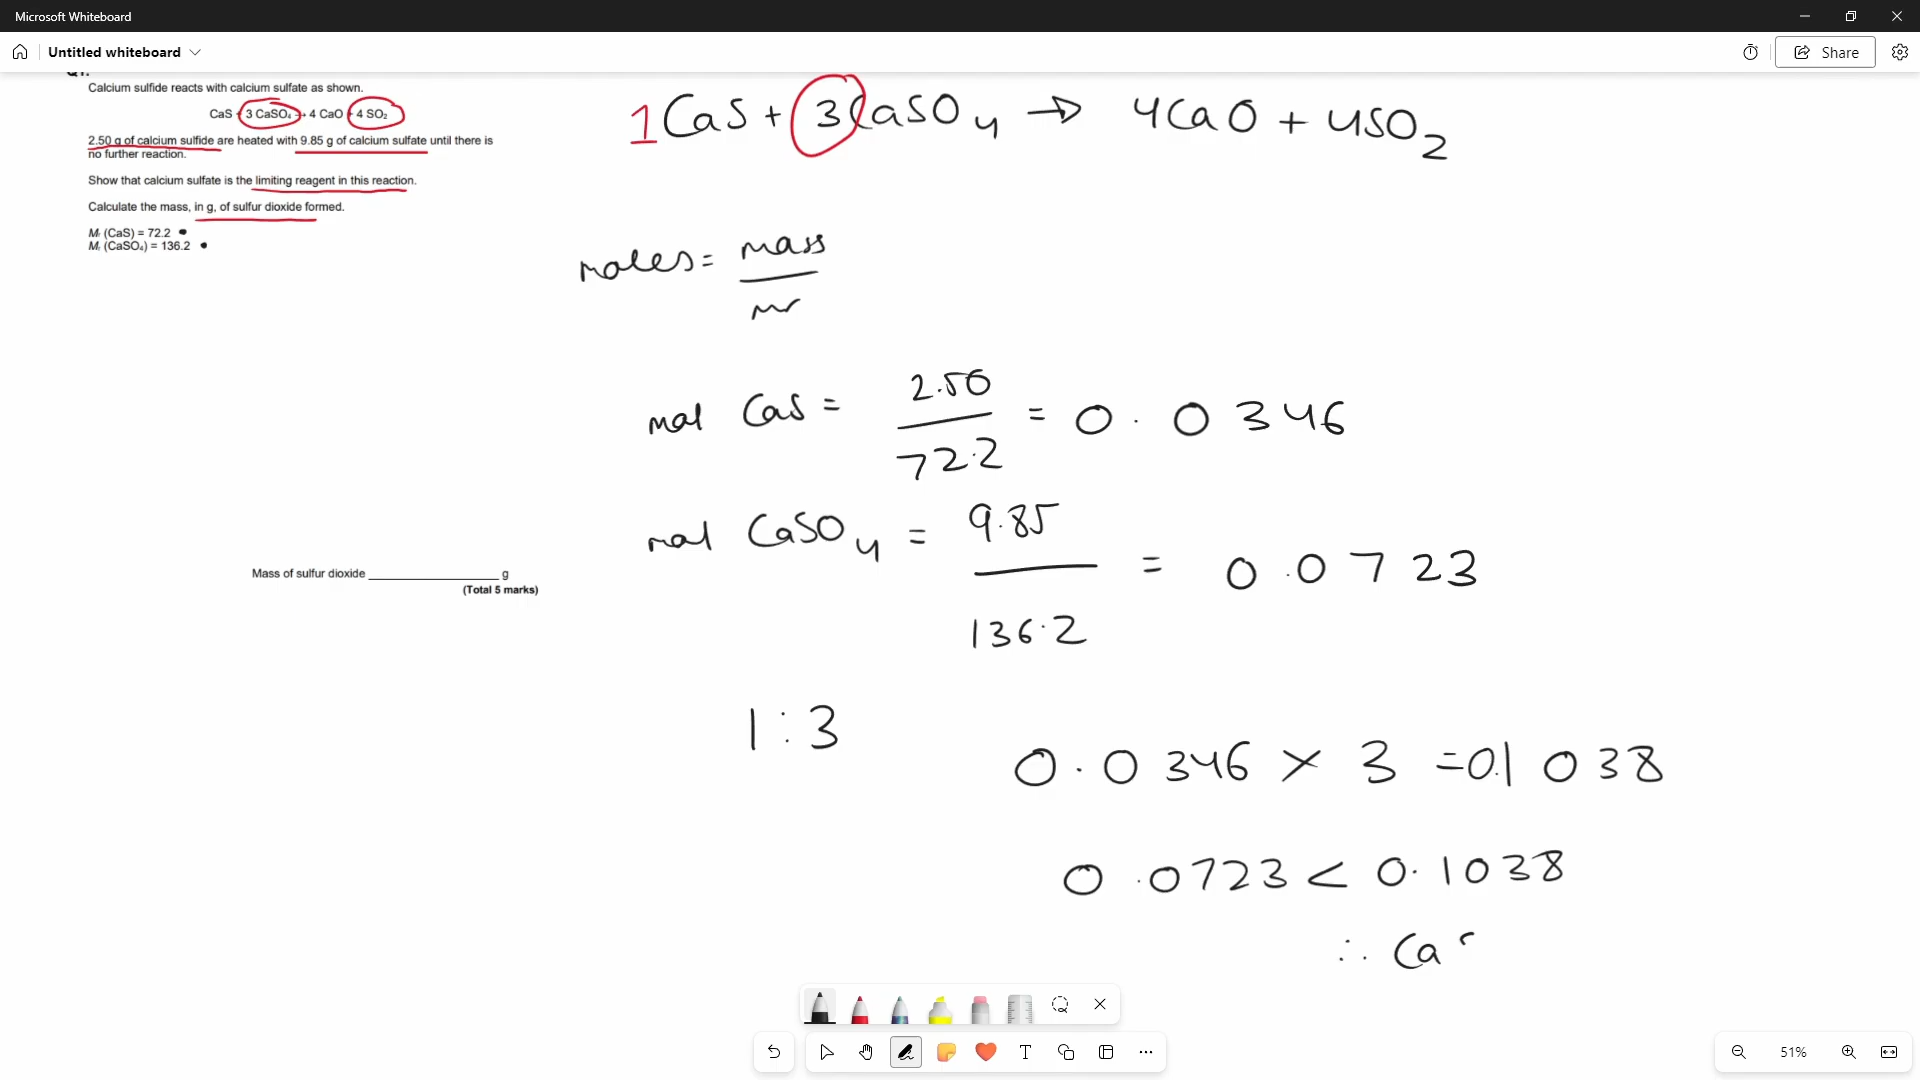 Microsoft Whiteboard
Untitled whiteboard
Share
Calcium sulfide reacts with calcium sulfate as shown.
CaS + 3 CaSO₄ → 4 CaO + 4 SO₂
2.50 g of calcium sulfide are heated with 9.85 g of calcium sulfate until there is
no further reaction.
Show that calcium sulfate is the limiting reagent in this reaction.
Calculate the mass, in g, of sulfur dioxide formed.
Mᵣ (CaS) = 72.2
Mᵣ (CaSO₄) = 136.2
Mass of sulfur dioxide ____________________ g
(Total 5 marks)
1CaS + 3CaSO₄ → 4CaO + 4SO₂
moles = mass
mr
mol CaS = 2.50 = 0.0346
72.2
mol CaSO₄ = 9.85 = 0.0723
136.2
1 : 3
0.0346 × 3 = 0.1038
0.0723 < 0.1038
∴ Ca
51%